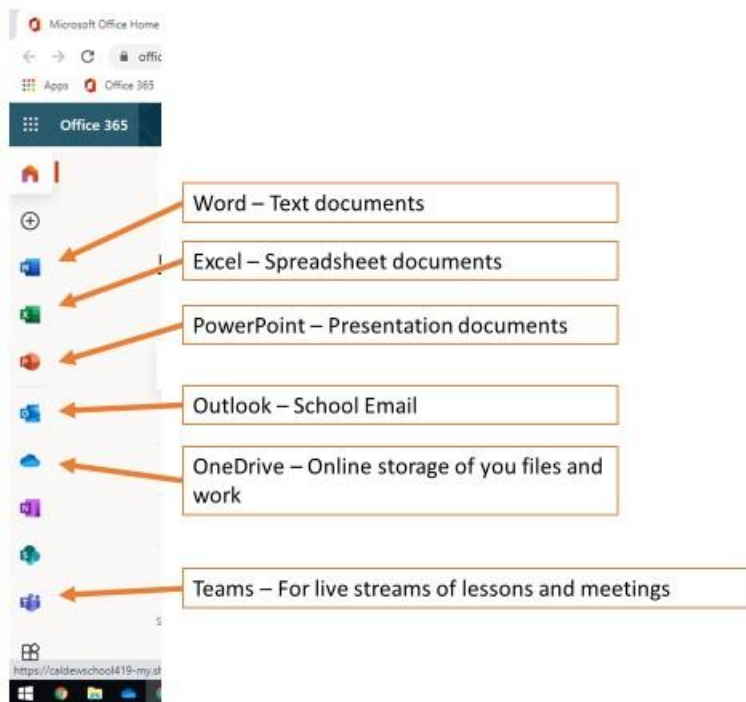 Microsoft Office Home
offic
Apps Office 365
Office 365
Word – Text documents
Excel – Spreadsheet documents
PowerPoint – Presentation documents
Outlook – School Email
OneDrive – Online storage of you files and
work
Teams – For live streams of lessons and meetings
https://caldewschool419-my.sh